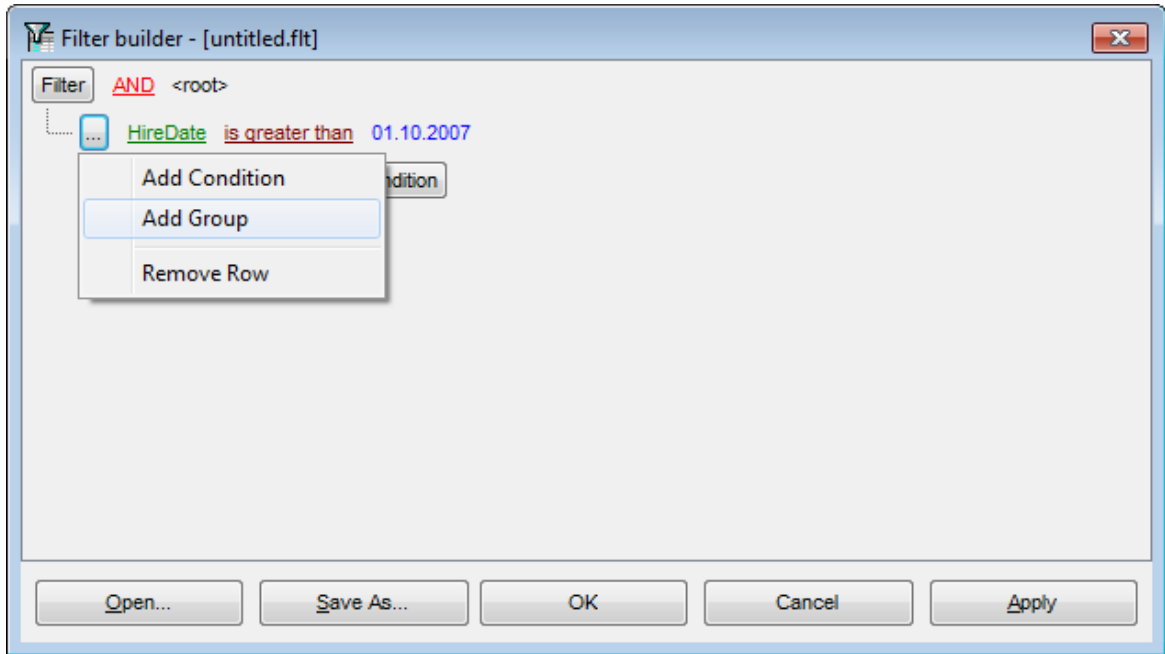 Filter builder - [untitled.flt]
Filter AND <root>
... HireDate is greater than 01.10.2007
Add Condition
ndition
Add Group
Remove Row
Open... Save As... OK Cancel Apply